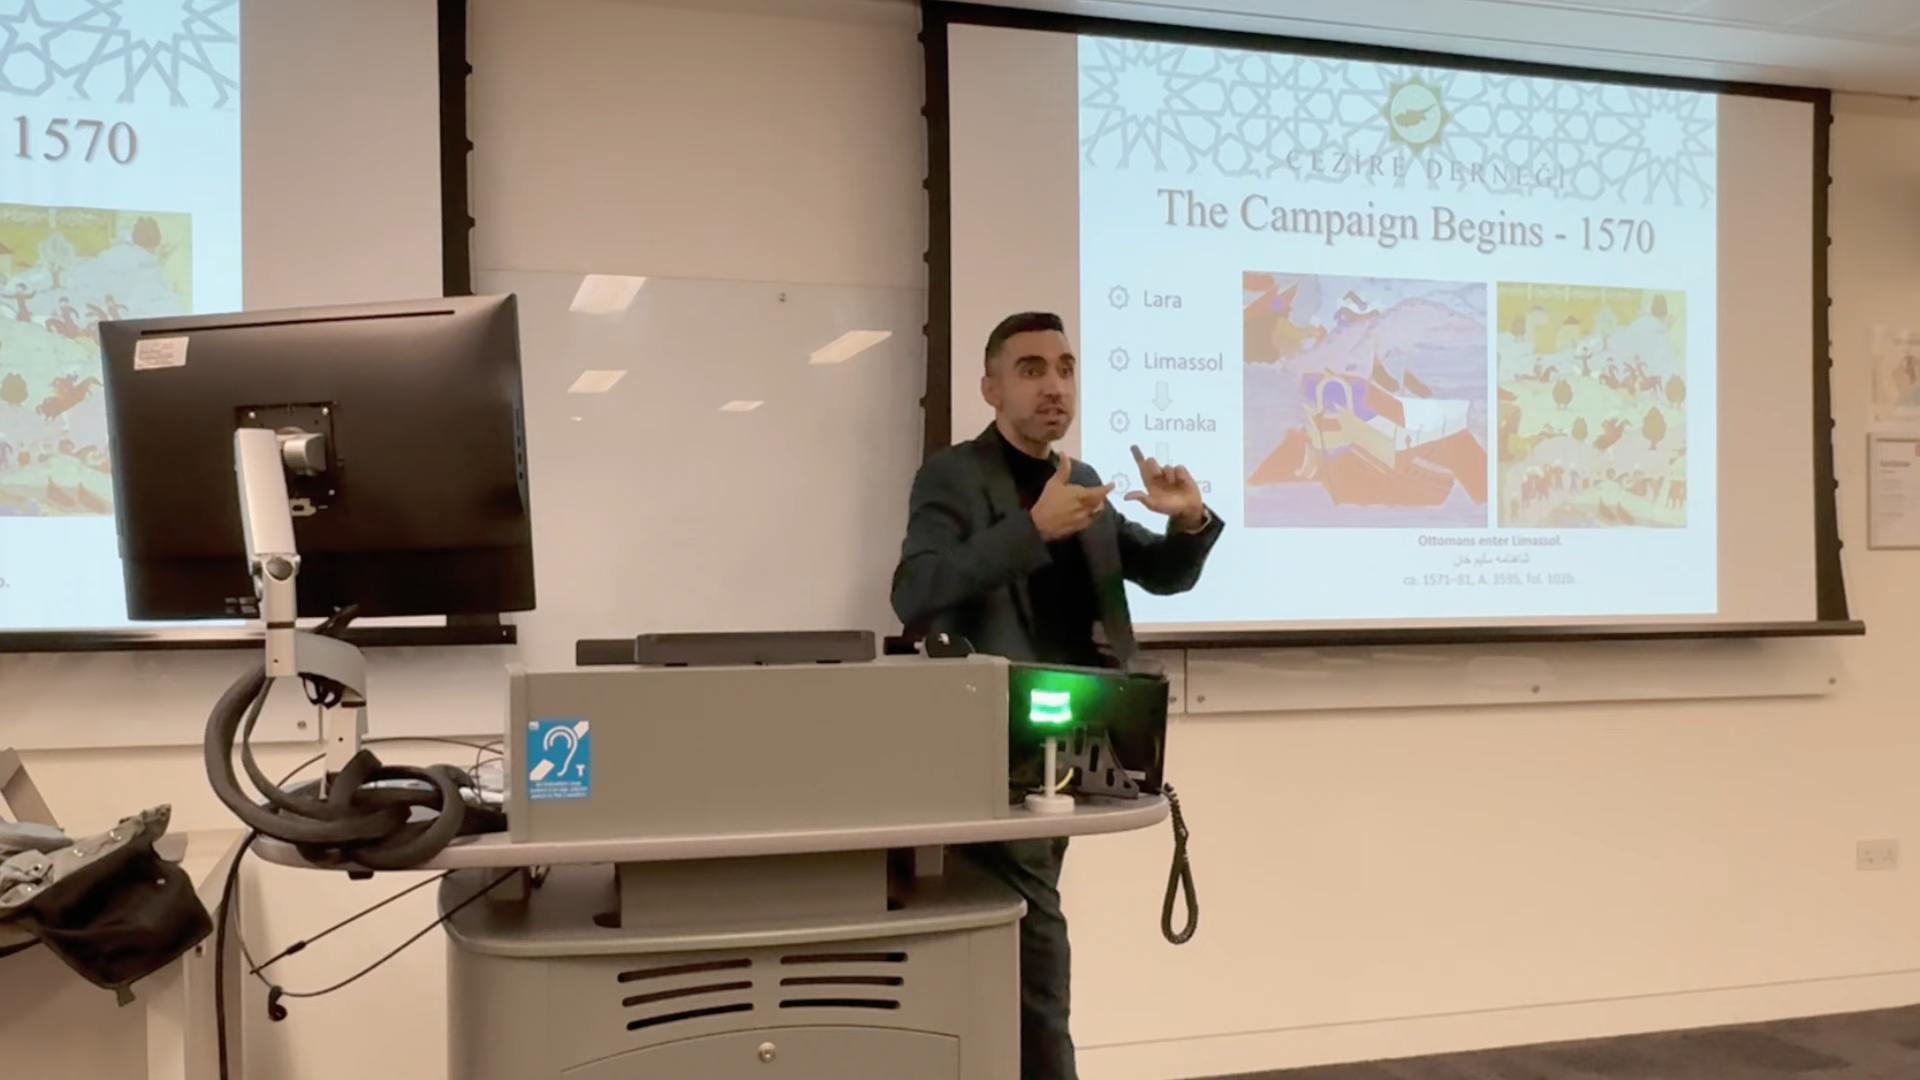 1570
CEZİRE DERNEĞİ
The Campaign Begins - 1570
Lara
Limassol
Larnaka
ra
Ottomans enter Limassol.
شاهنامه سليم خان
ca. 1571–81, A. 3595, fol. 102b.
b.
T